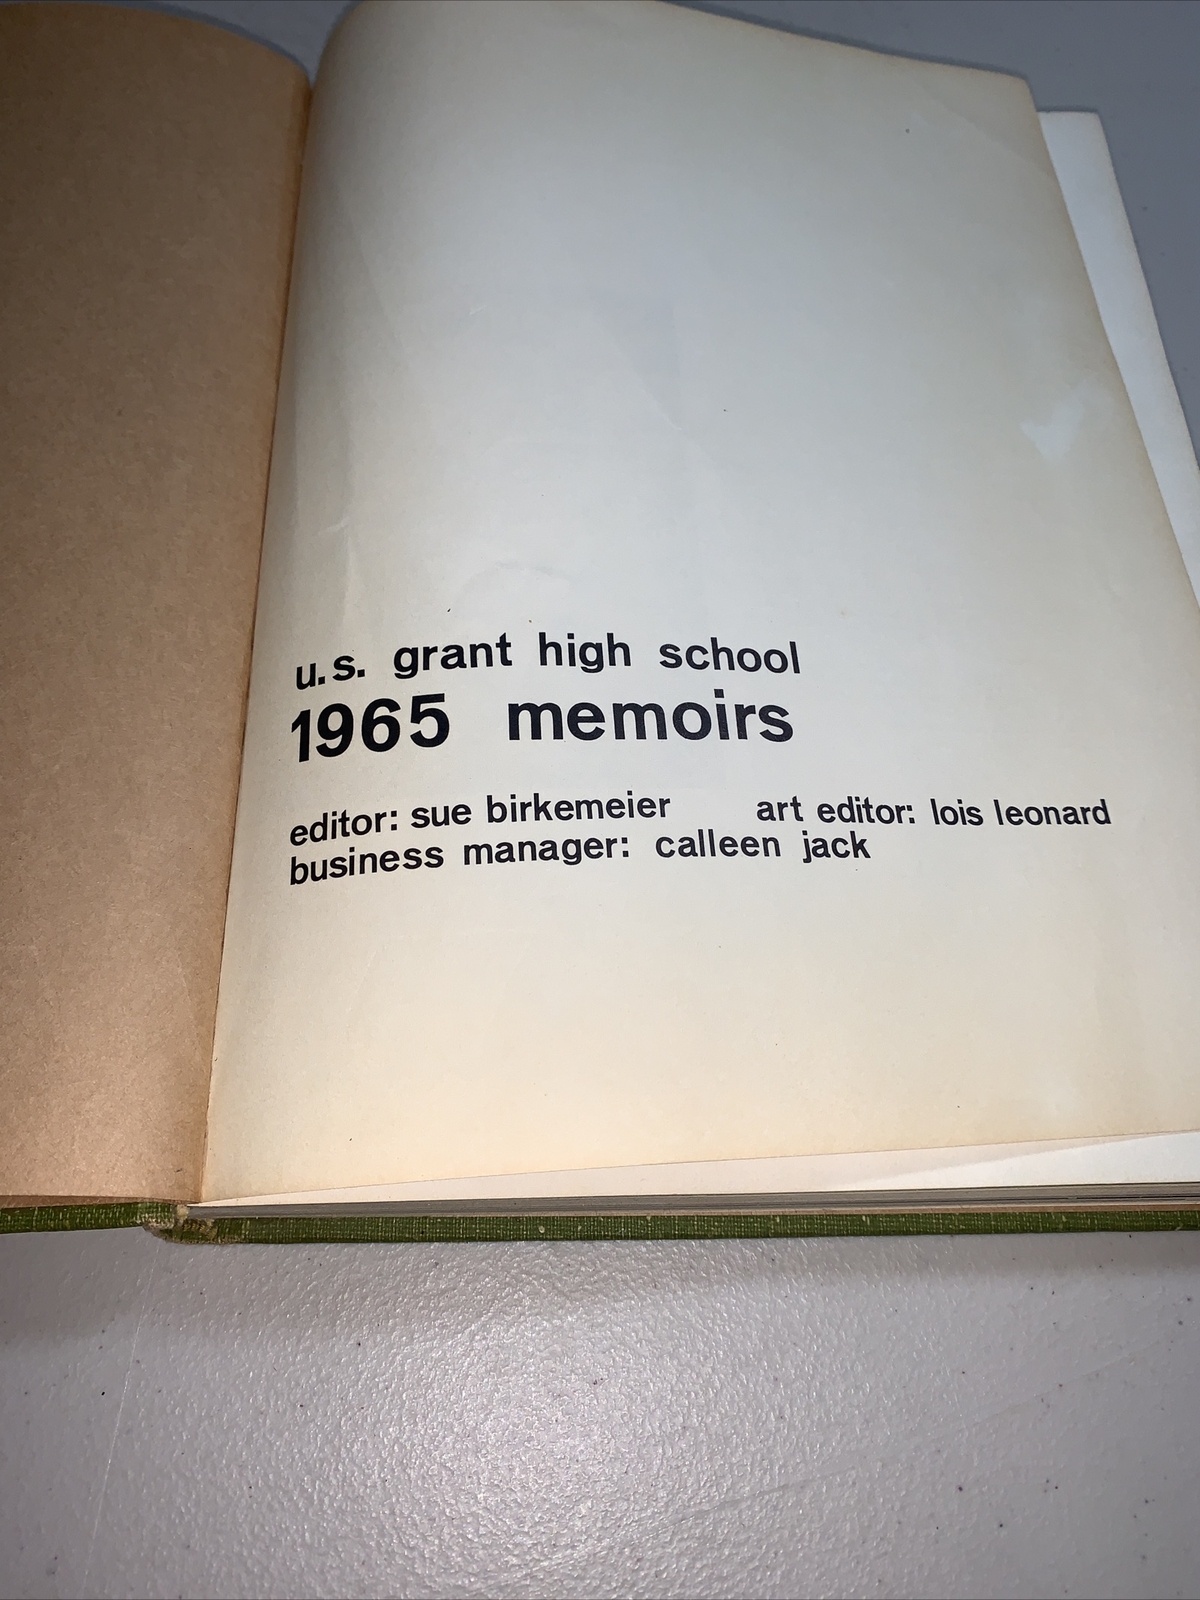 u.s. grant high school
1965 memoirs
editor: sue birkemeier art editor: lois leonard
business manager: calleen jack